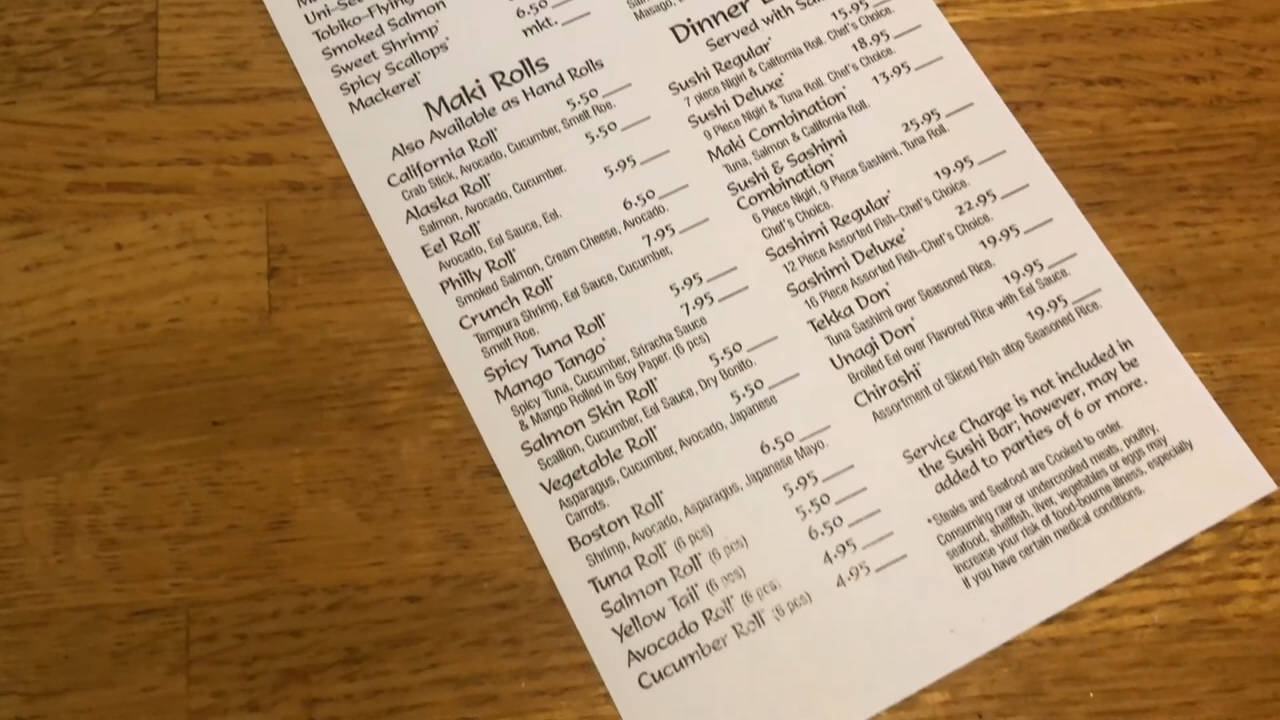 Uni–Sea
Tobiko–Flying
Smoked Salmon
Sweet Shrimp* 6.50
Spicy Scallops* mkt.
Mackerel*
Maki Rolls
Also Available as Hand Rolls
California Roll* 5.50
Crab Stick, Avocado, Cucumber, Smelt Roe.
Alaska Roll* 5.50
Salmon, Avocado, Cucumber.
Eel Roll* 5.95
Avocado, Eel Sauce, Eel.
Philly Roll* 6.50
Smoked Salmon, Cream Cheese, Avocado.
Crunch Roll* 7.95
Tempura Shrimp, Eel Sauce, Cucumber,
Smelt Roe.
Spicy Tuna Roll* 5.95
Mango Tango* 7.95
Spicy Tuna, Cucumber, Sriracha Sauce
& Mango Rolled in Soy Paper. (6 pcs)
Salmon Skin Roll* 5.50
Scallion, Cucumber, Eel Sauce, Dry Bonito.
Vegetable Roll* 5.50
Asparagus, Cucumber, Avocado, Japanese
Carrots.
Boston Roll* 6.50
Shrimp, Avocado, Asparagus, Japanese Mayo.
Tuna Roll* (6 pcs) 5.95
Salmon Roll* (6 pcs) 5.50
Yellow Tail* (6 pcs) 6.50
Avocado Roll* (6 pcs) 4.95
Cucumber Roll* (6 pcs) 4.95
Masago,
Dinner
Served with
Sushi Regular* 15.95
7 piece Nigiri & California Roll. Chef's Choice.
Sushi Deluxe* 18.95
9 Piece Nigiri & Tuna Roll. Chef's Choice.
Maki Combination* 13.95
Tuna, Salmon & California Roll.
Sushi & Sashimi
Combination* 25.95
6 Piece Nigiri, 9 Piece Sashimi, Tuna Roll.
Chef's Choice.
Sashimi Regular* 19.95
12 Piece Assorted Fish–Chef's Choice.
Sashimi Deluxe* 22.95
16 Piece Assorted Fish–Chef's Choice.
Tekka Don* 19.95
Tuna Sashimi over Seasoned Rice.
Unagi Don* 19.95
Broiled Eel over Flavored Rice with Eel Sauce.
Chirashi* 19.95
Assortment of Sliced Fish atop Seasoned Rice.
Service Charge is not included in
the Sushi Bar; however, may be
added to parties of 6 or more.
*Steaks and Seafood are Cooked to order.
Consuming raw or undercooked meats, poultry,
seafood, shellfish, liver, vegetables or eggs may
increase your risk of food-bourne illness, especially
if you have certain medical conditions.